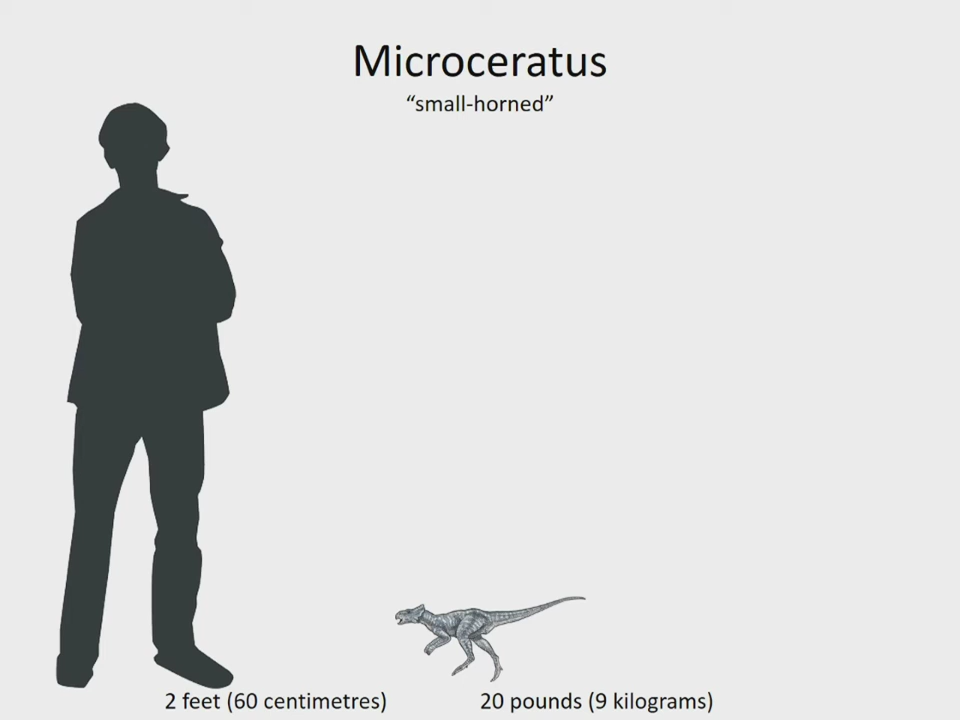 Microceratus
“small-horned”
2 feet (60 centimetres) 20 pounds (9 kilograms)